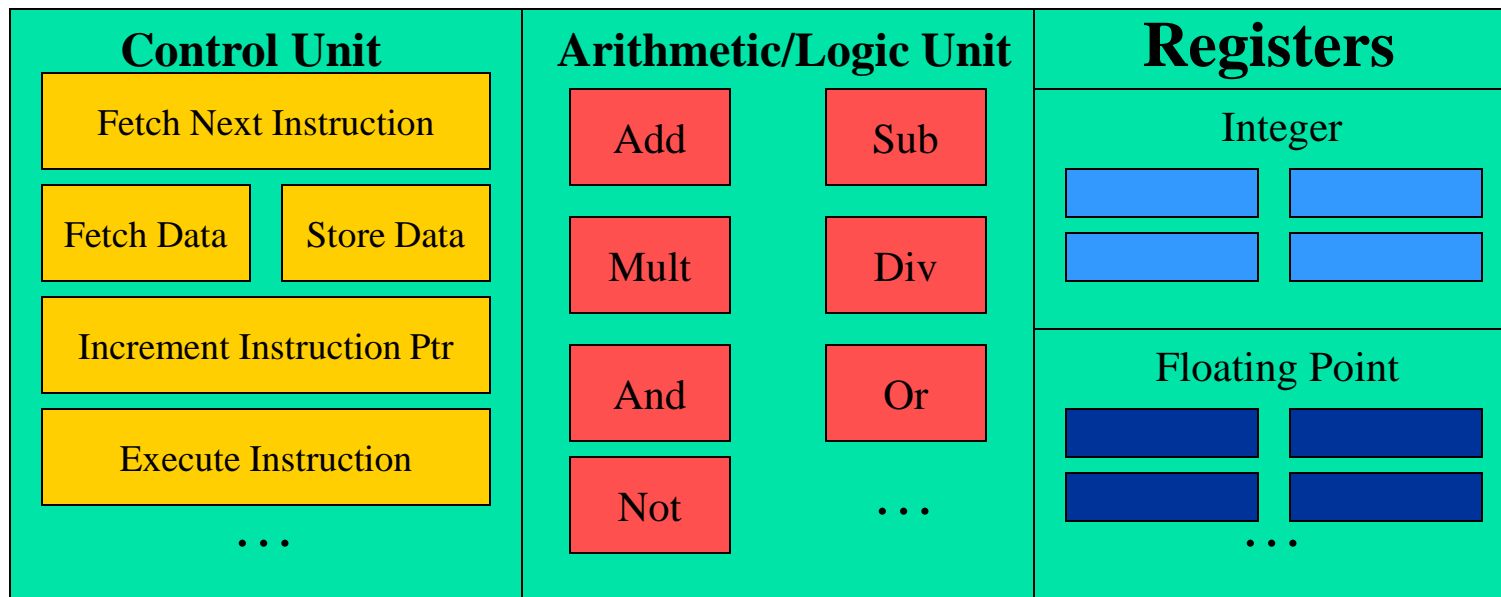 Control Unit
Fetch Next Instruction
Fetch Data
Store Data
Increment Instruction Ptr
Execute Instruction
...
Arithmetic/Logic Unit
Add
Sub
Mult
Div
And
Or
Not
...
Registers
Integer
Floating Point
...